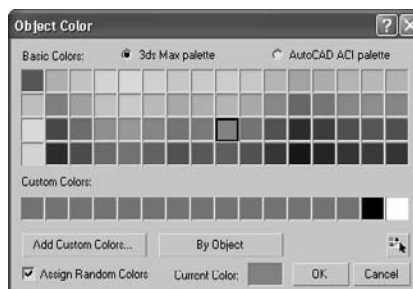 Object Color
Basic Colors: 3ds Max palette AutoCAD ACI palette
Custom Colors:
Add Custom Colors... By Object
Assign Random Colors Current Color: OK Cancel